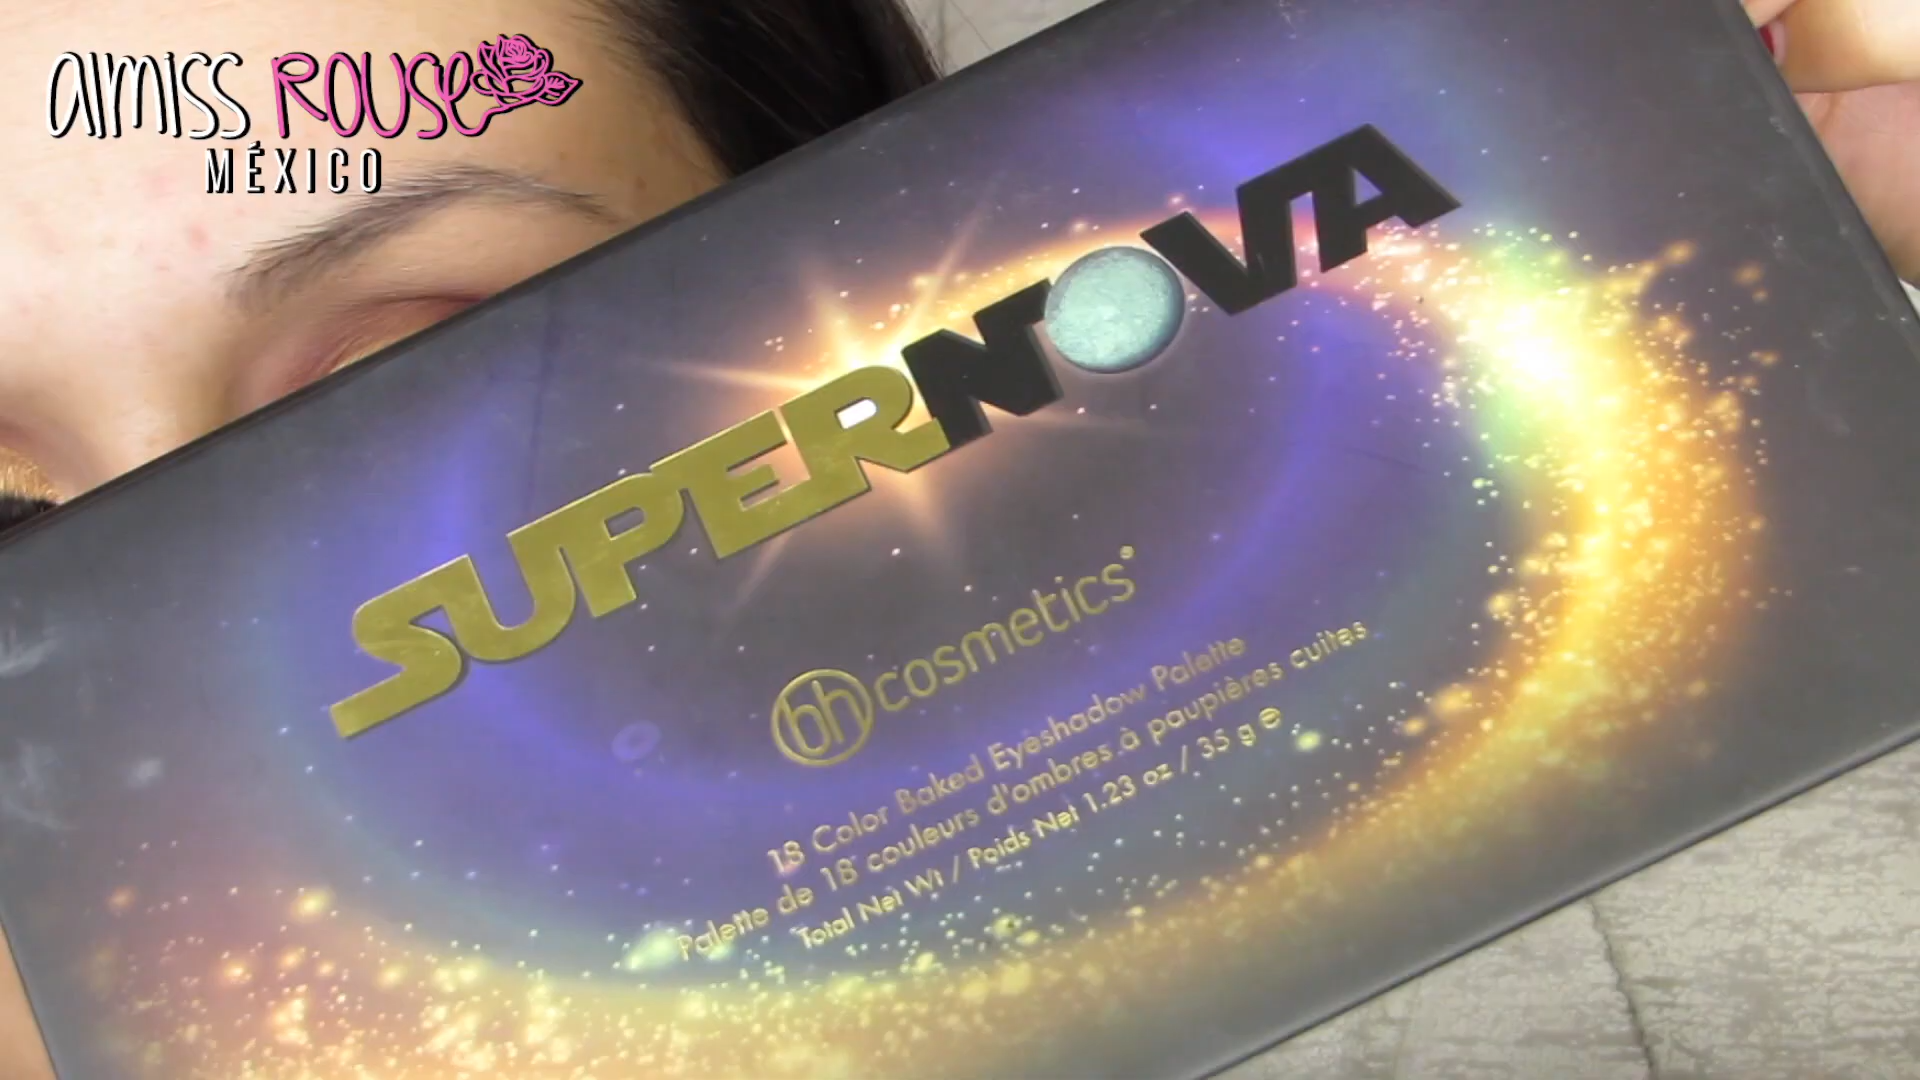 almiss Rouse
MÉXICO
SUPERNOVA
bh cosmetics®
18 Color Baked Eyeshadow Palette
Palette de 18 couleurs d'ombres à paupières cuites
Total Net Wt / Poids Net 1.23 oz / 35 g ℮